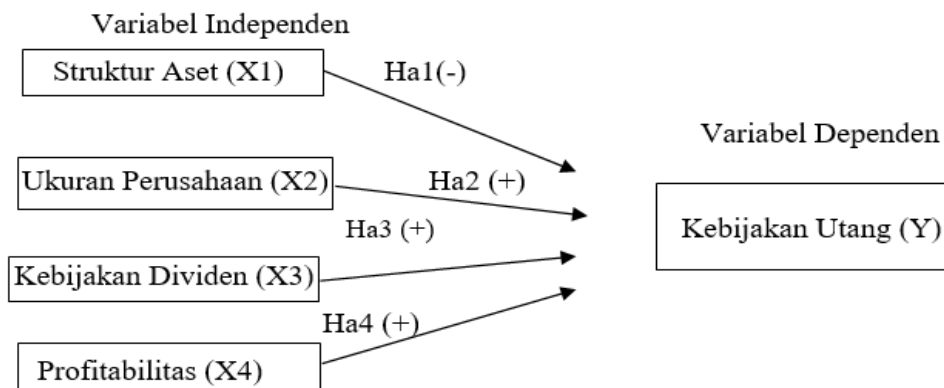 Variabel Independen
Struktur Aset (X1)
Ha1(-)
Variabel Dependen
Ukuran Perusahaan (X2)
Ha2 (+)
Ha3 (+)
Kebijakan Utang (Y)
Kebijakan Dividen (X3)
Ha4 (+)
Profitabilitas (X4)